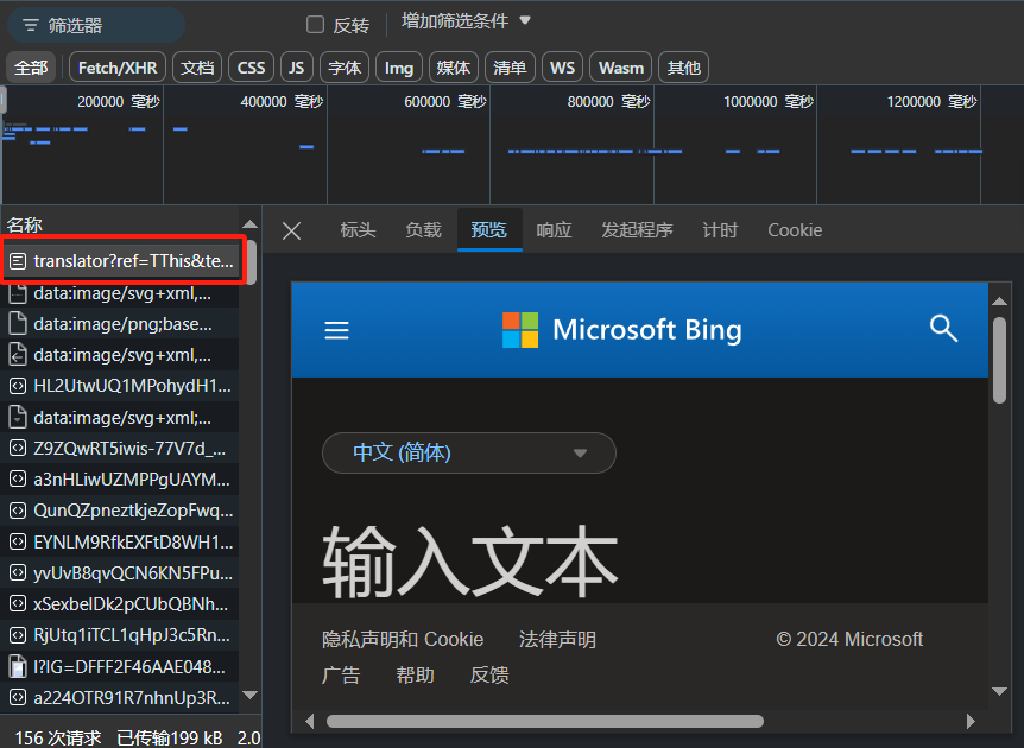 筛选器 反转 增加筛选条件
全部 Fetch/XHR 文档 CSS JS 字体 Img 媒体 清单 WS Wasm 其他
200000 毫秒 400000 毫秒 600000 毫秒 800000 毫秒 1000000 毫秒 1200000 毫秒
名称 标头 负载 预览 响应 发起程序 计时 Cookie
translator?ref=TThis&te...
data:image/svg+xml,...
data:image/png;base...
data:image/svg+xml,...
HL2UtwUQ1MPohydH1...
data:image/svg+xml;...
Z9ZQwRT5iwis-77V7d_...
a3nHLiwUZMPPgUAYM...
QunQZpneztkjeZopFwq...
EYNLM9RfkEXFtD8WH1...
yvUvB8qvQCN6KN5FPu...
xSexbelDk2pCUbQBNh...
RjUtq1iTCL1qHpJ3c5Rn...
l?IG=DFFF2F46AAE048...
a224OTR91R7nhnUp3R...
156 次请求 已传输199 kB 2.0
Microsoft Bing
中文 (简体)
输入文本
隐私声明和 Cookie 法律声明 © 2024 Microsoft
广告 帮助 反馈